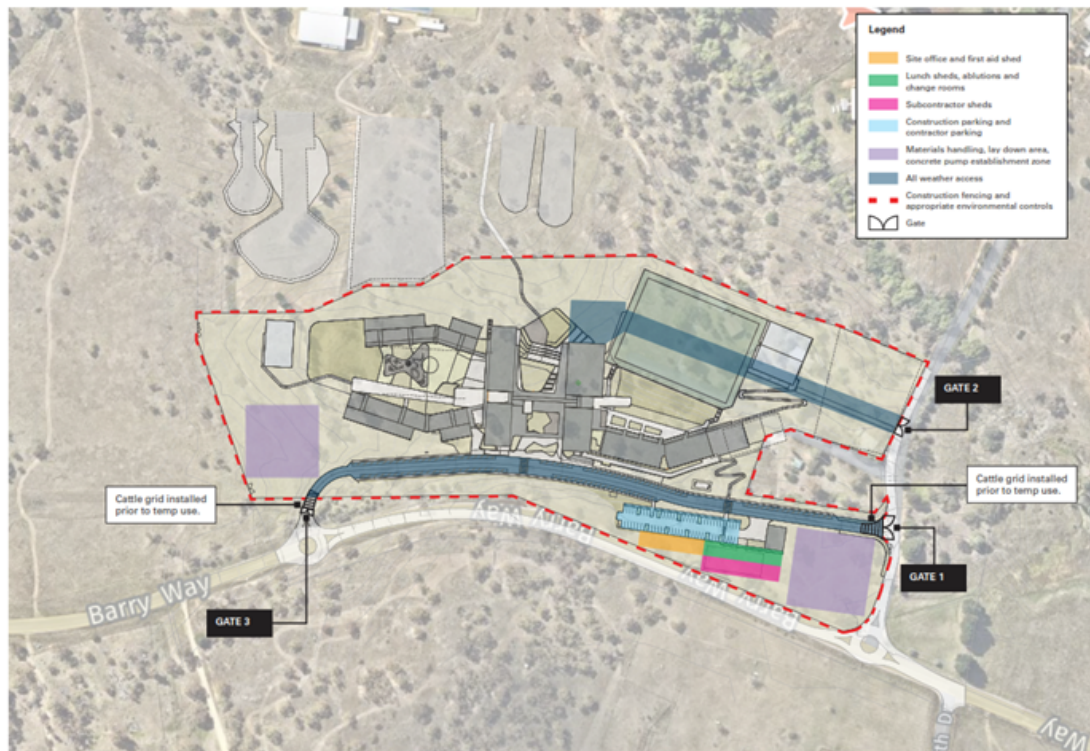 Legend
Site office and first aid shed
Lunch sheds, ablutions and
change rooms
Subcontractor sheds
Construction parking and
contractor parking
Materials handling, lay down area,
concrete pump establishment zone
All weather access
Construction fencing and
appropriate environmental controls
Gate
GATE 2
Cattle grid installed
prior to temp use.
Cattle grid installed
prior to temp use.
Barry Way
Barry Way
GATE 1
Barry Way
GATE 3
Way